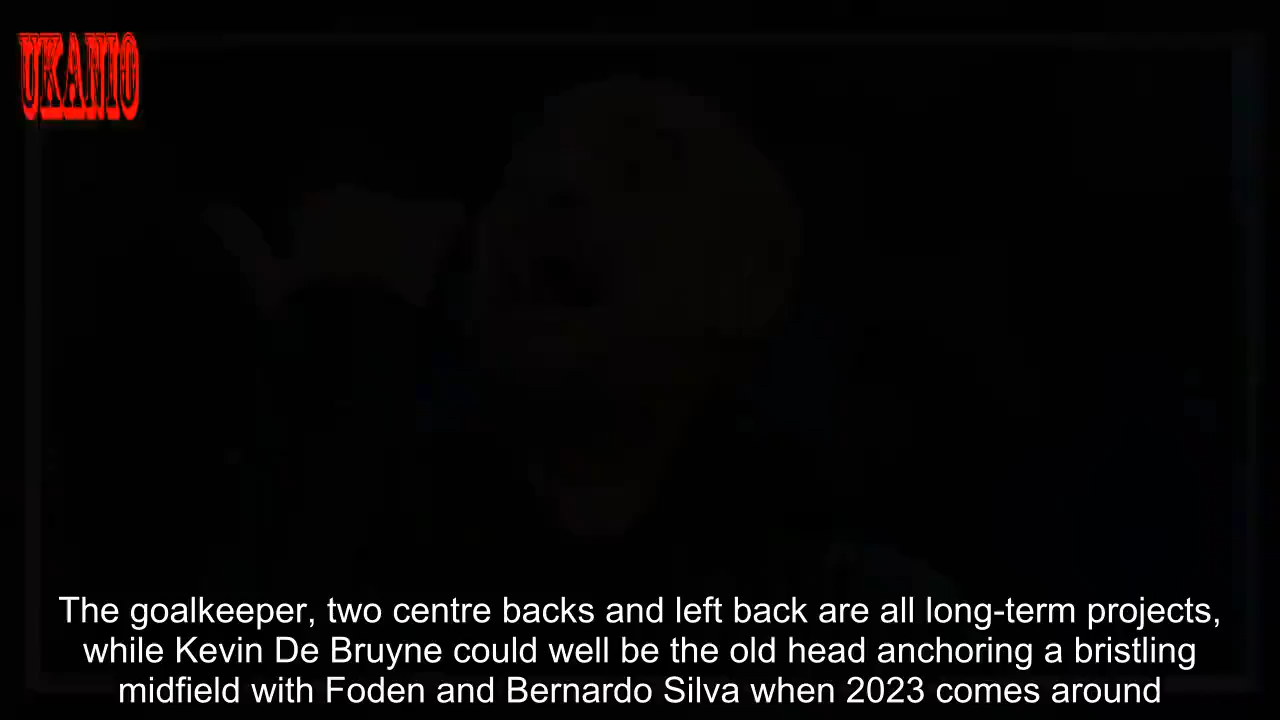 UKANIO
The goalkeeper, two centre backs and left back are all long-term projects,
while Kevin De Bruyne could well be the old head anchoring a bristling
midfield with Foden and Bernardo Silva when 2023 comes around